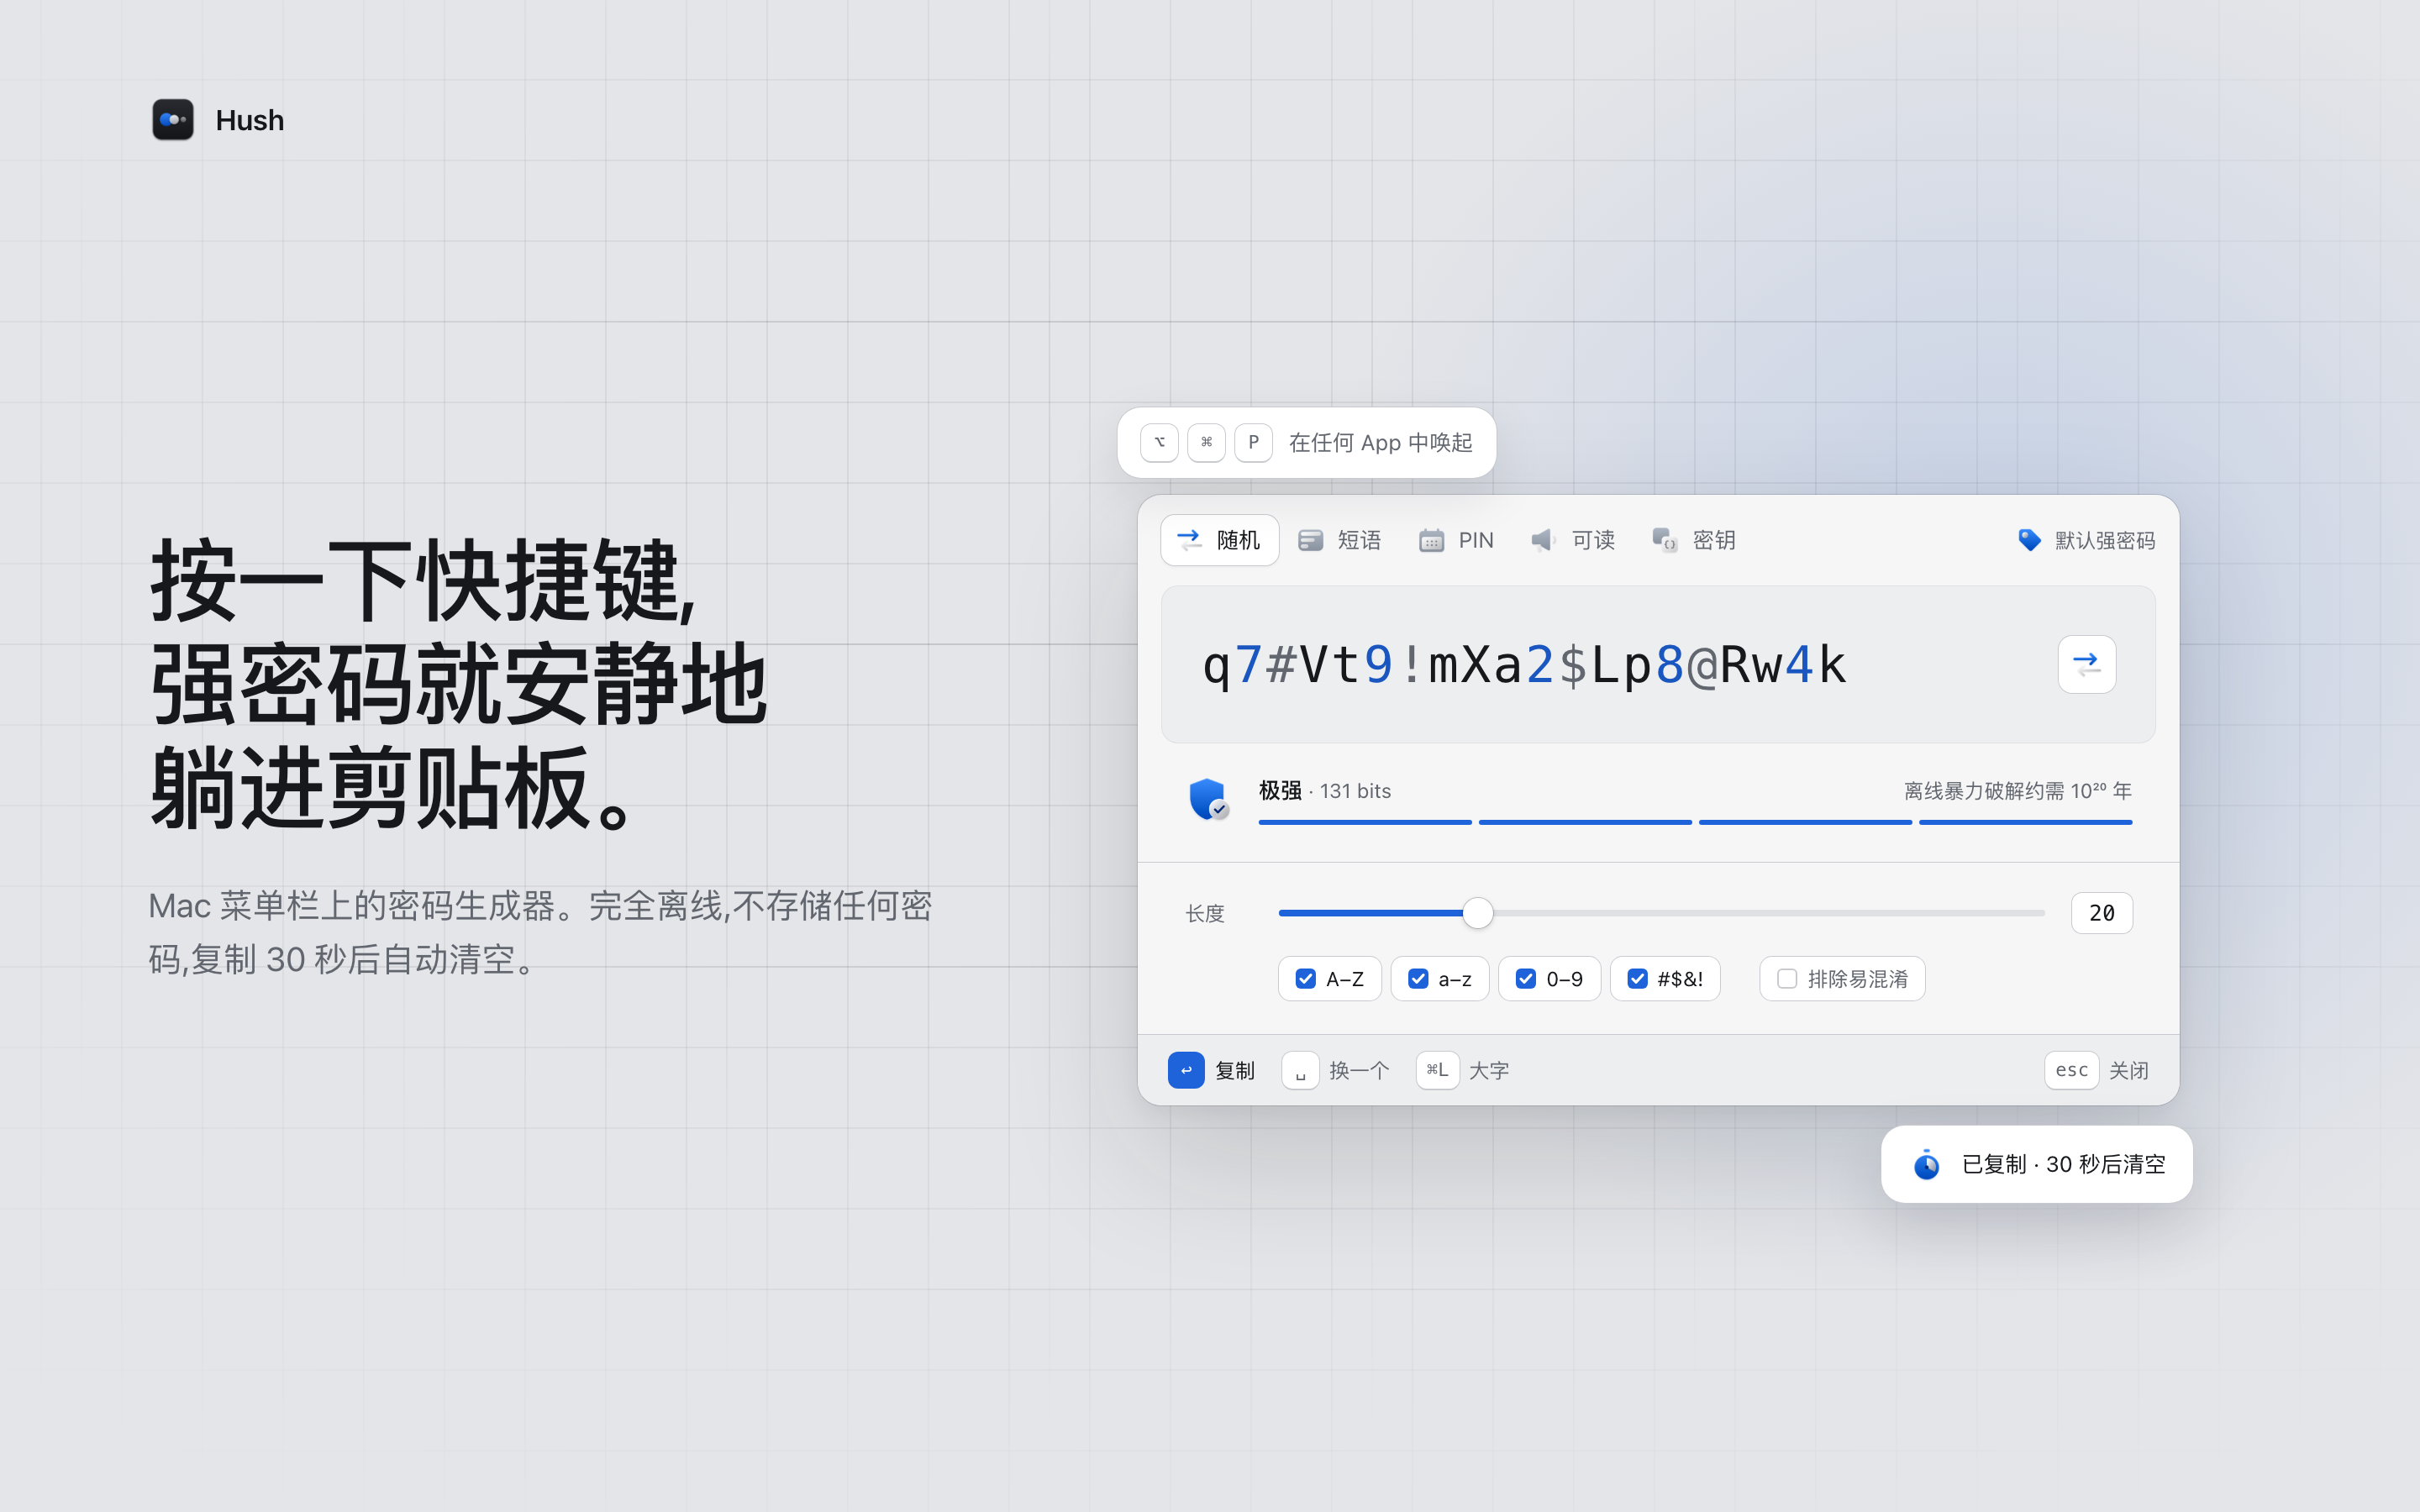 Hush
按一下快捷键,
强密码就安静地
躺进剪贴板。
Mac 菜单栏上的密码生成器。完全离线,不存储任何密
码,复制 30 秒后自动清空。
⌥ ⌘ P 在任何 App 中唤起
随机 短语 PIN 可读 密钥 默认强密码
q7#Vt9!mXa2$Lp8@Rw4k
极强 · 131 bits 离线暴力破解约需 10²⁰ 年
长度 20
A–Z a–z 0–9 #$&! 排除易混淆
↩ 复制 ␣ 换一个 ⌘L 大字 esc 关闭
已复制 · 30 秒后清空